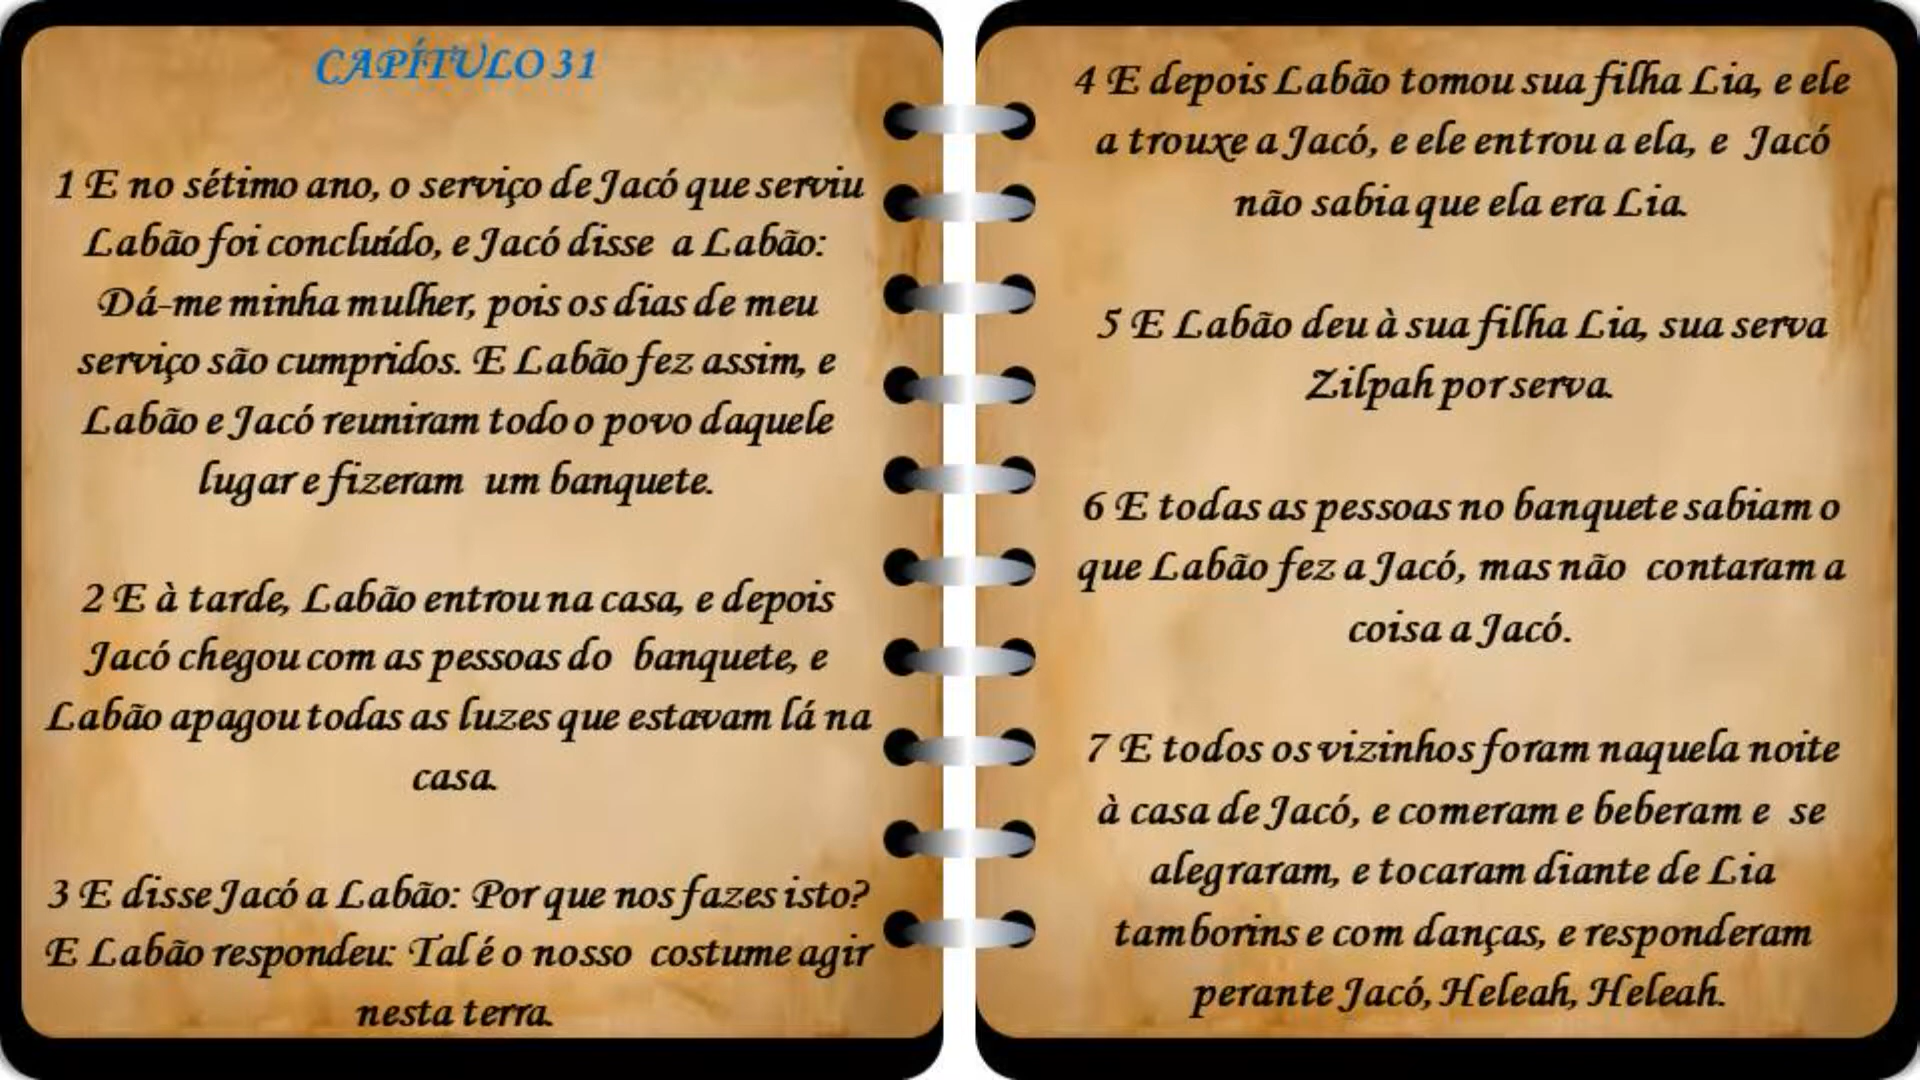 CAPÍTULO 31
1 E no sétimo ano, o serviço de Jacó que serviu
Labão foi concluído, e Jacó disse a Labão:
Dá-me minha mulher, pois os dias de meu
serviço são cumpridos. E Labão fez assim, e
Labão e Jacó reuniram todo o povo daquele
lugar e fizeram um banquete.
2 E à tarde, Labão entrou na casa, e depois
Jacó chegou com as pessoas do banquete, e
Labão apagou todas as luzes que estavam lá na
casa.
3 E disse Jacó a Labão: Por que nos fazes isto?
E Labão respondeu: Tal é o nosso costume agir
nesta terra.
4 E depois Labão tomou sua filha Lia, e ele
a trouxe a Jacó, e ele entrou a ela, e Jacó
não sabia que ela era Lia.
5 E Labão deu à sua filha Lia, sua serva
Zilpah por serva.
6 E todas as pessoas no banquete sabiam o
que Labão fez a Jacó, mas não contaram a
coisa a Jacó.
7 E todos os vizinhos foram naquela noite
à casa de Jacó, e comeram e beberam e se
alegraram, e tocaram diante de Lia
tamborins e com danças, e responderam
perante Jacó, Heleah, Heleah.